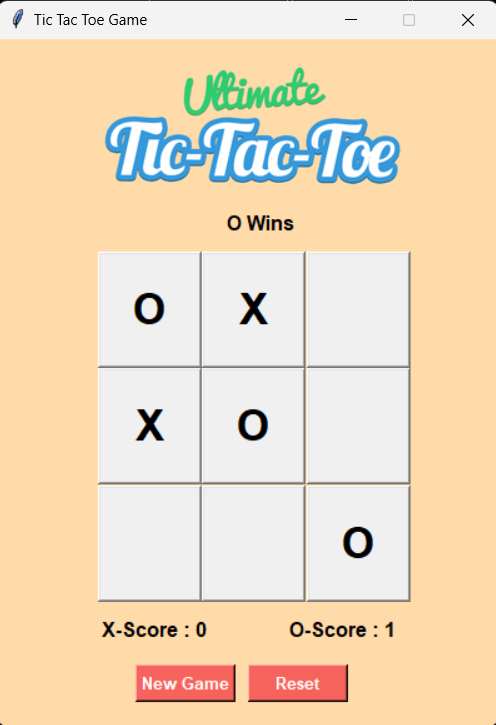 Tic Tac Toe Game
Ultimate
Tic-Tac-Toe
O Wins
O X
X O
O
X-Score : 0 O-Score : 1
New Game Reset